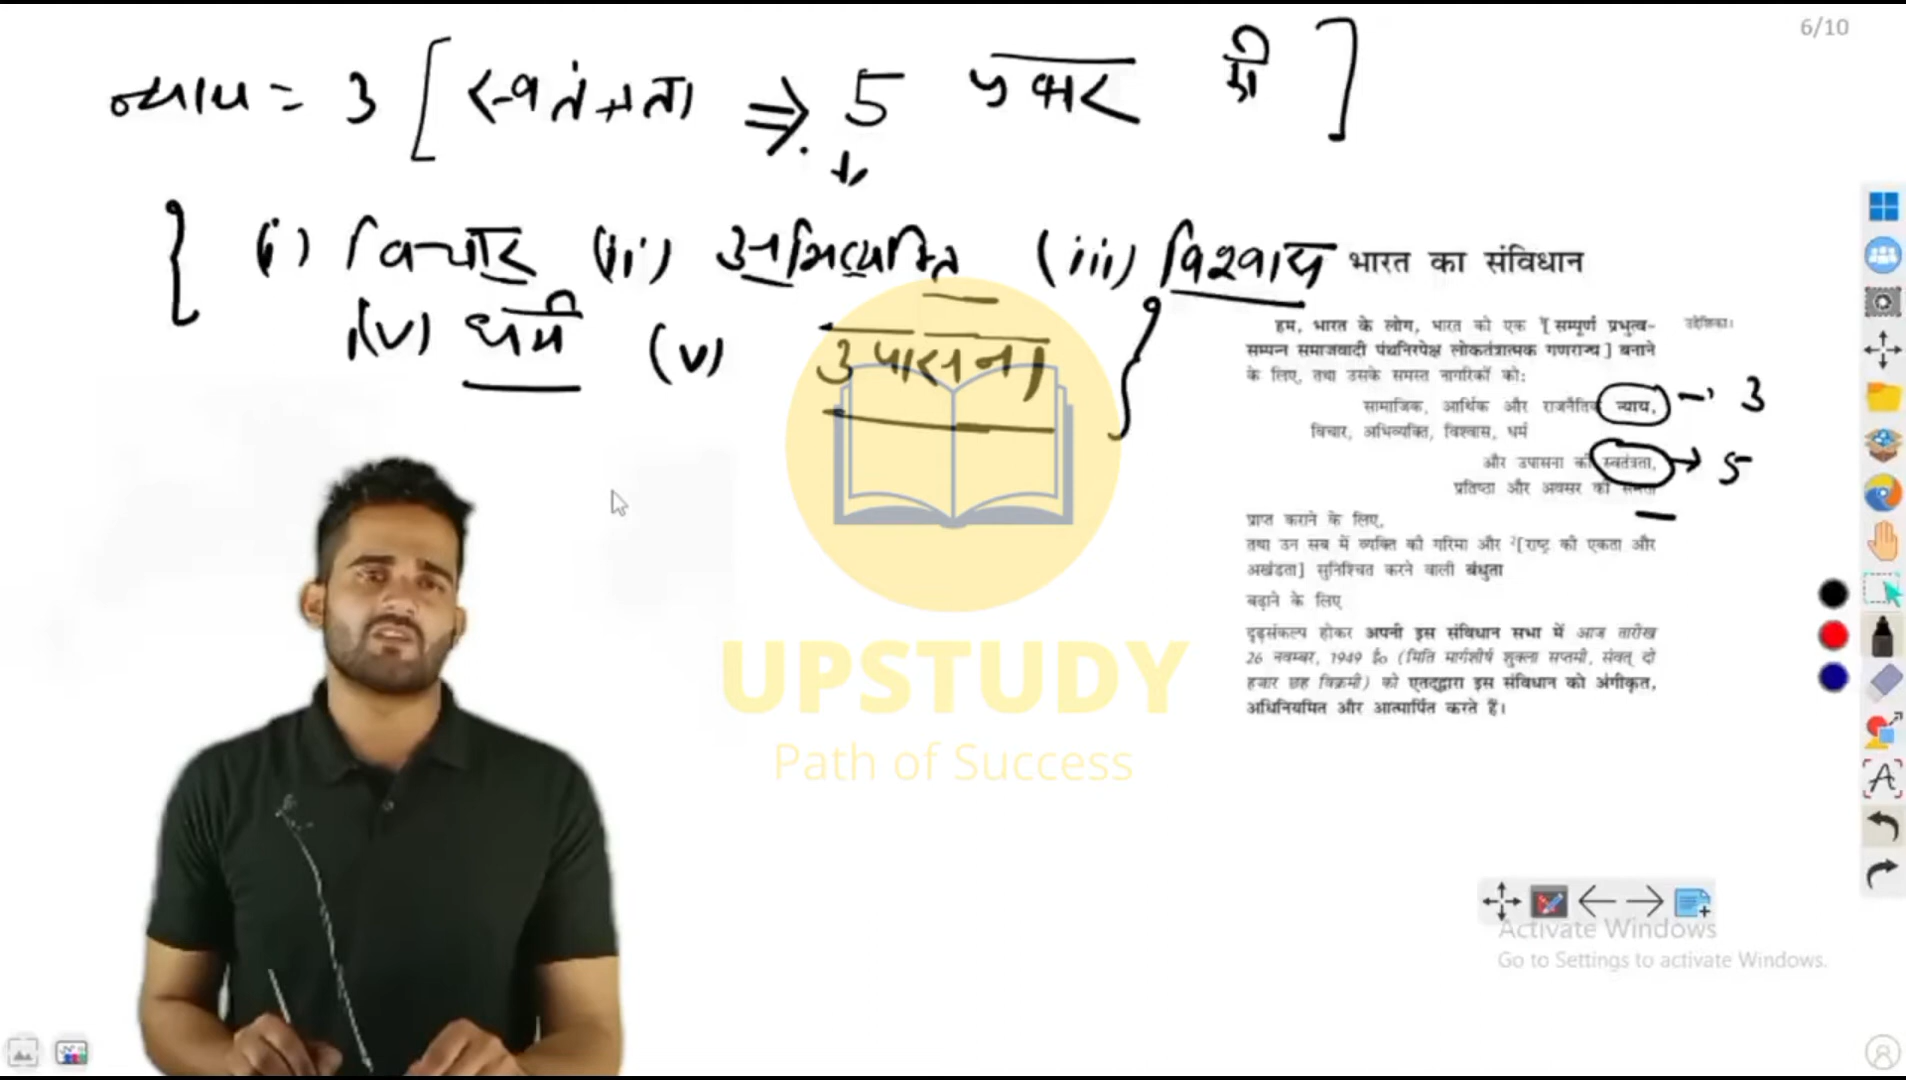 6/10
न्याय = 3 [स्वतंत्रता ⇒ 5 प्रकार की]
{ (i) विचार (ii) अभिव्यक्ति (iii) विश्वास
(iv) धर्म (v) उपासना }
भारत का संविधान
उद्देशिका।
हम, भारत के लोग, भारत को एक ¹[सम्पूर्ण प्रभुत्व-
सम्पन्न समाजवादी पंथनिरपेक्ष लोकतंत्रात्मक गणराज्य] बनाने
के लिए, तथा उसके समस्त नागरिकों को:
सामाजिक, आर्थिक और राजनैतिक न्याय, → 3
विचार, अभिव्यक्ति, विश्वास, धर्म
और उपासना की स्वतंत्रता, → 5
प्रतिष्ठा और अवसर की समता
प्राप्त कराने के लिए,
तथा उन सब में व्यक्ति की गरिमा और ²[राष्ट्र की एकता और
अखंडता] सुनिश्चित करने वाली बंधुता
बढ़ाने के लिए
दृढ़संकल्प होकर अपनी इस संविधान सभा में आज तारीख
26 नवम्बर, 1949 ई० (मिति मार्गशीर्ष शुक्ला सप्तमी, संवत् दो
हजार छह विक्रमी) को एतद्द्वारा इस संविधान को अंगीकृत,
अधिनियमित और आत्मार्पित करते हैं।
UPSTUDY
Path of Success
Activate Windows
Go to Settings to activate Windows.